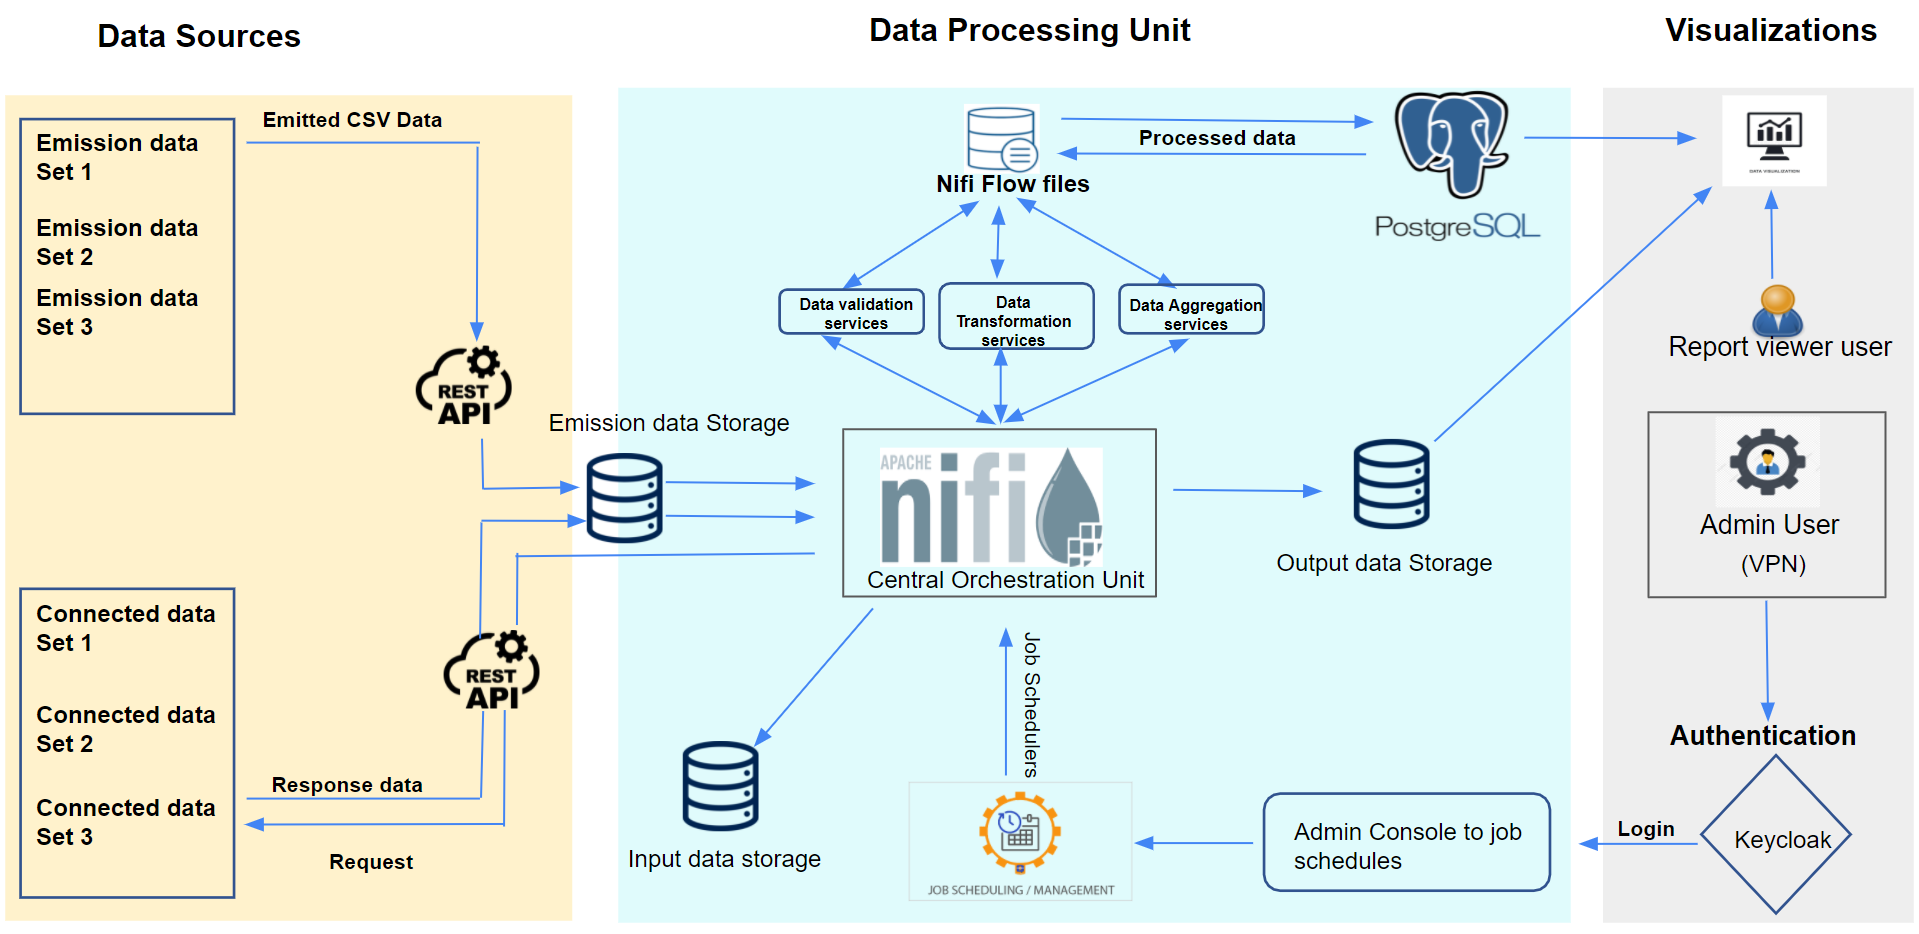 Data Sources
Data Processing Unit
Visualizations
Emission data
Set 1
Emission data
Set 2
Emission data
Set 3
Emitted CSV Data
REST
API
Connected data
Set 1
Connected data
Set 2
Connected data
Set 3
Response data
Request
REST
API
Emission data Storage
Nifi Flow files
Processed data
PostgreSQL
Data validation
services
Data
Transformation
services
Data Aggregation
services
APACHE
nifi
Central Orchestration Unit
Output data Storage
Input data storage
Job Schedulers
JOB SCHEDULING / MANAGEMENT
Admin Console to job
schedules
DATA VISUALIZATION
Report viewer user
Admin User
(VPN)
Authentication
Login
Keycloak